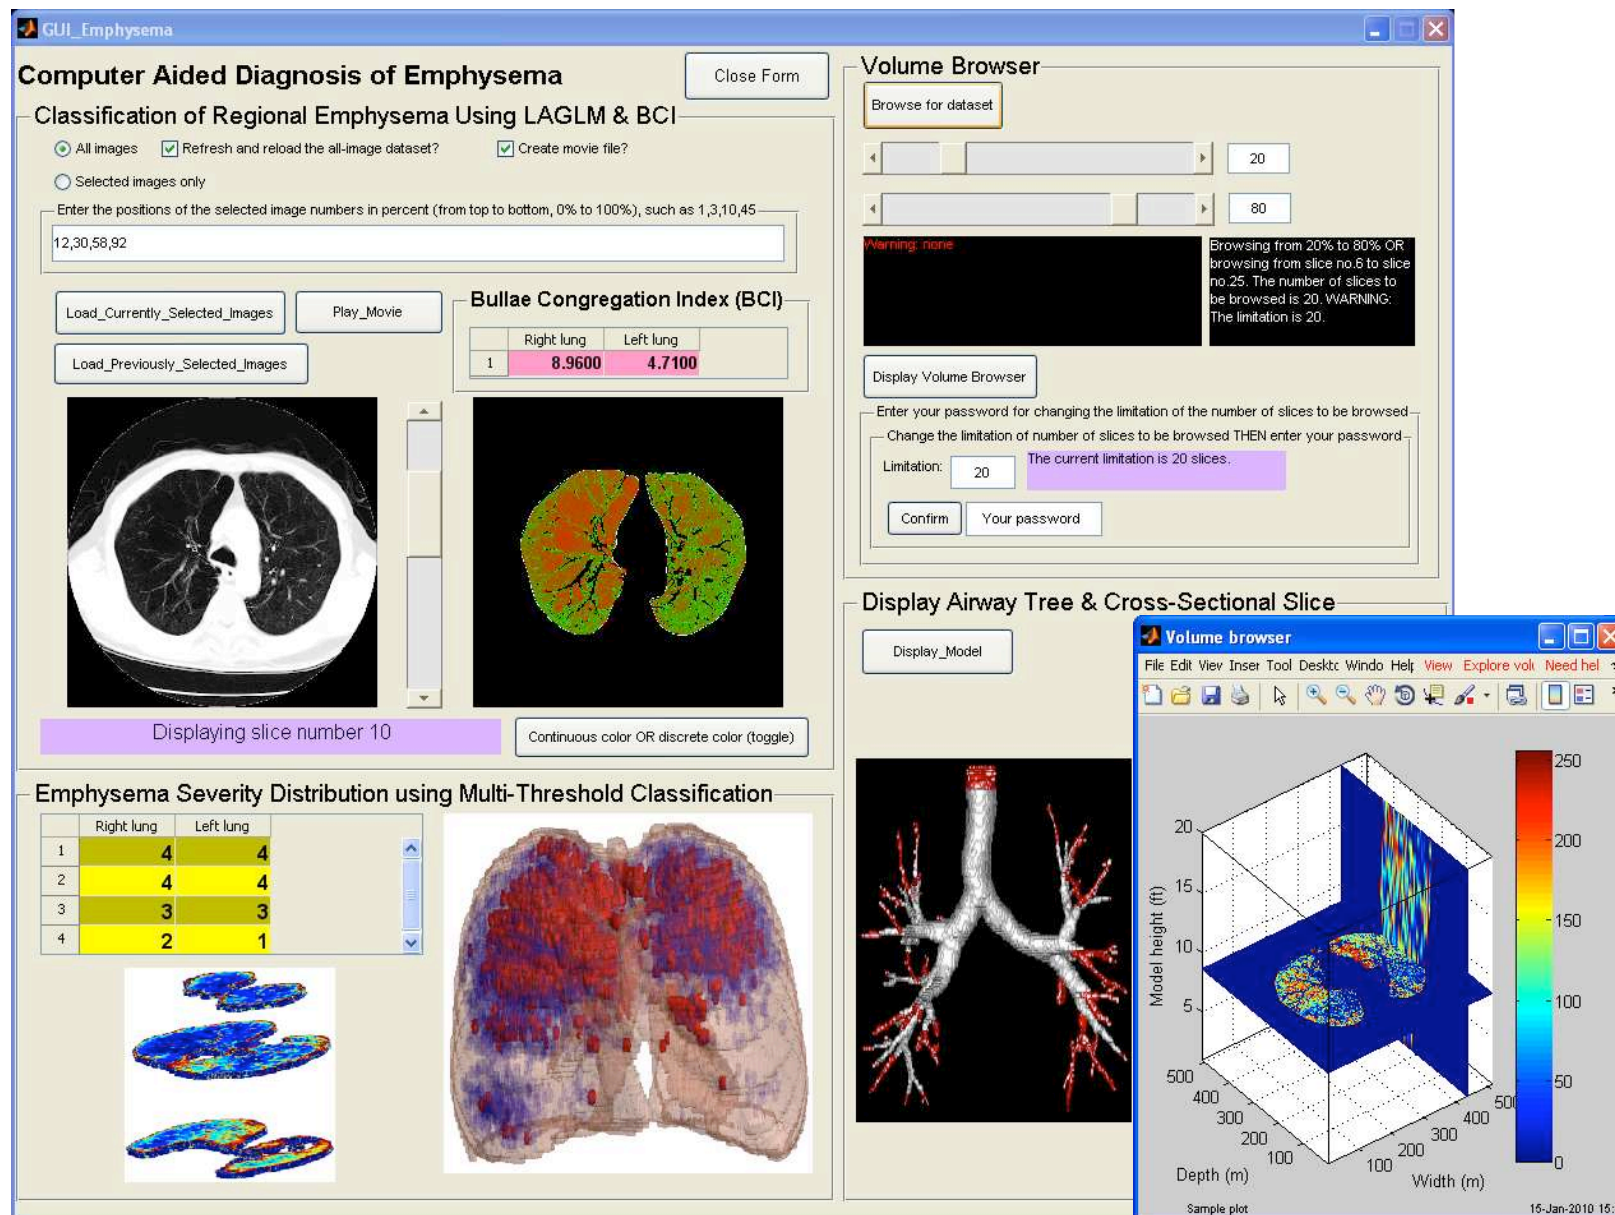 GUI_Emphysema
Computer Aided Diagnosis of Emphysema
Close Form
Classification of Regional Emphysema Using LAGLM & BCI
All images
Refresh and reload the all-image dataset?
Create movie file?
Selected images only
Enter the positions of the selected image numbers in percent (from top to bottom, 0% to 100%), such as 1,3,10,45
12,30,58,92
Load_Currently_Selected_Images
Play_Movie
Load_Previously_Selected_Images
Bullae Congregation Index (BCI)
Right lung Left lung
1 8.9600 4.7100
Displaying slice number 10
Continuous color OR discrete color (toggle)
Emphysema Severity Distribution using Multi-Threshold Classification
Right lung Left lung
1 4 4
2 4 4
3 3 3
4 2 1
Volume Browser
Browse for dataset
20
80
Warning: none
Browsing from 20% to 80% OR
browsing from slice no.6 to slice
no.25. The number of slices to
be browsed is 20. WARNING:
The limitation is 20.
Display Volume Browser
Enter your password for changing the limitation of the number of slices to be browsed
Change the limitation of number of slices to be browsed THEN enter your password
Limitation:
20
The current limitation is 20 slices.
Confirm
Your password
Display Airway Tree & Cross-Sectional Slice
Display_Model
Volume browser
File Edit View Inser Tool Deskto Windo Help View Explore volu Need hel
250
200
150
100
50
0
20
15
10
5
Model height (ft)
500
400
300
200
100
Depth (m)
100
200
300
400
500
Width (m)
Sample plot
15-Jan-2010 15: